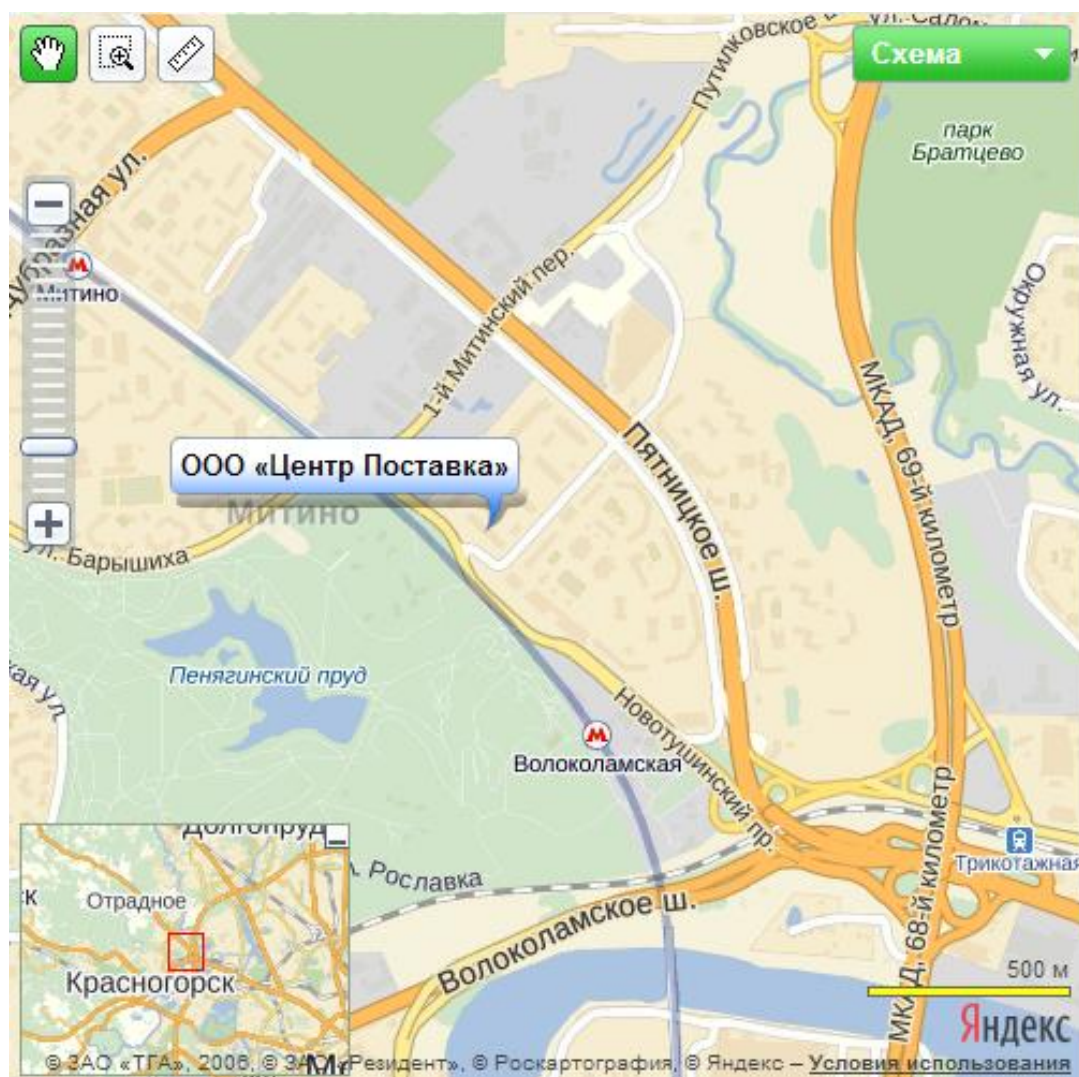 Путилковское
Схема
парк
Братцево
Дубравная ул.
М
Митино
Окружная ул.
1-й Митинский пер.
МКАД, 69-й километр
Пятницкое ш.
ООО «Центр Поставка»
Митино
ул. Барышиха
Пенягинский пруд
Новотушинский пр.
М
Волоколамская
Трикотажная
Рославка
Волоколамское ш.
МКАД, 68-й километр
Отрадное
Красногорск
500 м
Яндекс
© ЗАО «ТГА», 2006, © ЗАО «Резидент», © Роскартография, © Яндекс – Условия использования